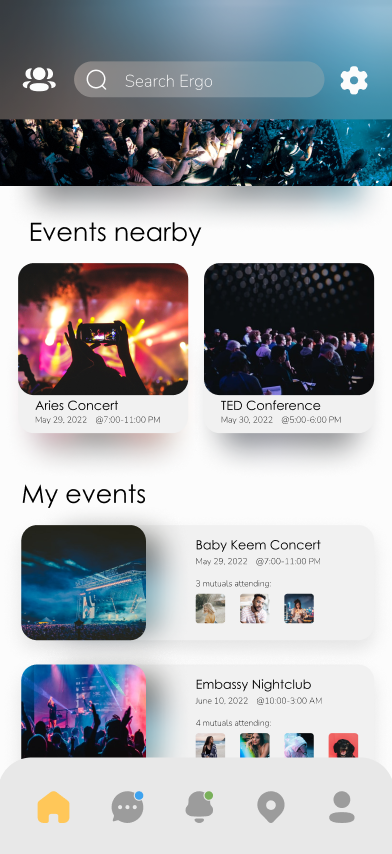 Search Ergo
Events nearby
Aries Concert
May 29, 2022 @7:00-11:00 PM
TED Conference
May 30, 2022 @5:00-6:00 PM
My events
Baby Keem Concert
May 29, 2022 @7:00-11:00 PM
3 mutuals attending:
Embassy Nightclub
June 10, 2022 @10:00-3:00 AM
4 mutuals attending: